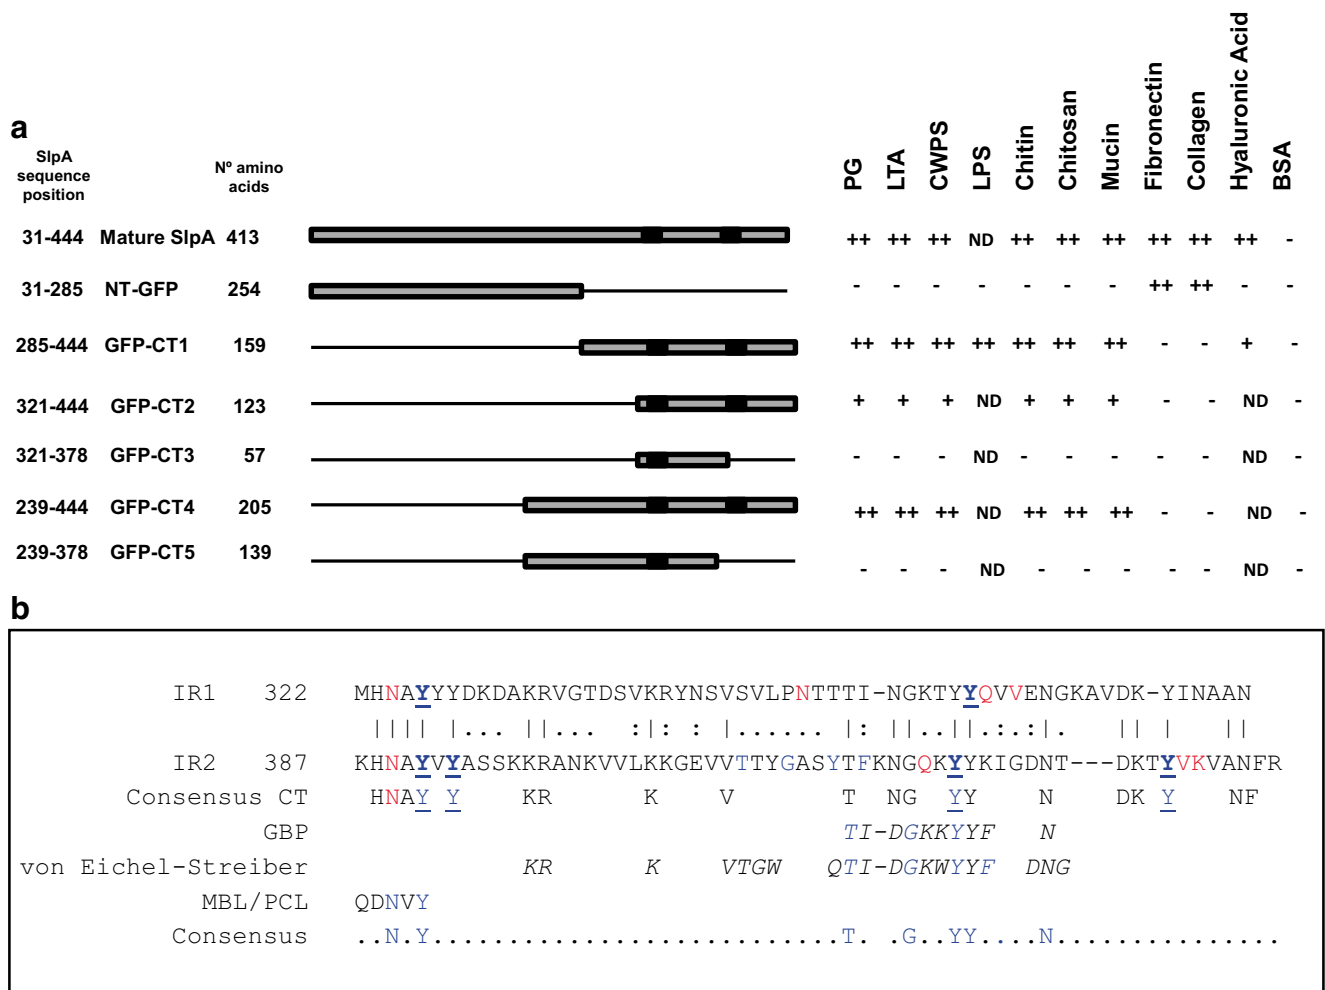 a
SlpA sequence position
Nº amino acids
PG LTA CWPS LPS Chitin Chitosan Mucin Fibronectin Collagen Hyaluronic Acid BSA
31-444 Mature SlpA 413 ++ ++ ++ ND ++ ++ ++ ++ ++ ++ -
31-285 NT-GFP 254 - - - - - - - ++ ++ - -
285-444 GFP-CT1 159 ++ ++ ++ ++ ++ ++ ++ - - + -
321-444 GFP-CT2 123 + + + ND + + + - - ND -
321-378 GFP-CT3 57 - - - ND - - - - - ND -
239-444 GFP-CT4 205 ++ ++ ++ ND ++ ++ ++ - - ND -
239-378 GFP-CT5 139 - - - ND - - - - - ND -
b
IR1 322 MHNAYYYDKDAKRVGTDSVKRYNSVSVLPNTTTI-NGKTYYQVVENGKAVDK-YINAAN
|||| |... ||.. :|: : |...... |: ||..||.:.:|. || | ||
IR2 387 KHNAYVYASSKKRANKVVLKKGEVVTTYGASYTFKNGQKYYKIGDNT---DKTYVKVANFR
Consensus CT HNAY Y KR K V T NG YY N DK Y NF
GBP TI-DGKKYYF N
von Eichel-Streiber KR K VTGW QTI-DGKWYYF DNG
MBL/PCL QDNVY
Consensus ..N.Y...........................T. .G..YY....N...............